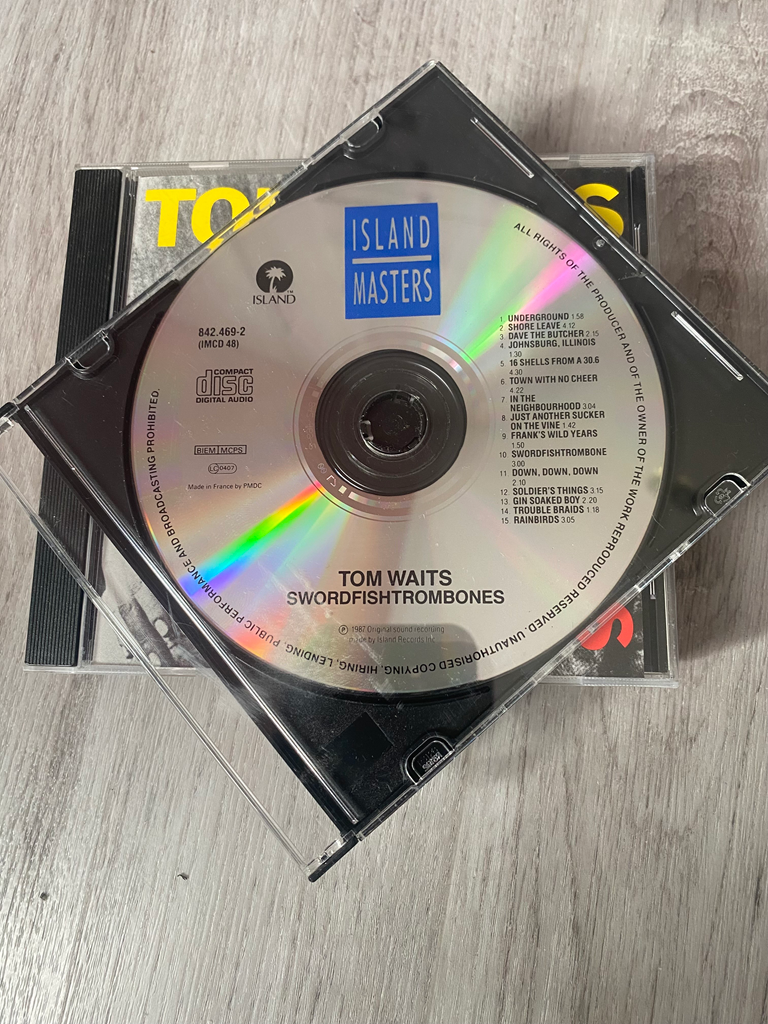 TO
S
ISLAND
MASTERS
ISLAND
TM
842.469-2
(IMCD 48)
COMPACT
disc
DIGITAL AUDIO
BIEM MCPS
LC 0407
Made in France by PMDC
1 UNDERGROUND 1.58
2 SHORE LEAVE 4.12
3 DAVE THE BUTCHER 2.15
4 JOHNSBURG, ILLINOIS
1.30
5 16 SHELLS FROM A 30.6
4.30
6 TOWN WITH NO CHEER
4.22
7 IN THE
NEIGHBOURHOOD 3.04
8 JUST ANOTHER SUCKER
ON THE VINE 1.42
9 FRANK'S WILD YEARS
1.50
10 SWORDFISHTROMBONE
3.00
11 DOWN, DOWN, DOWN
2.10
12 SOLDIER'S THINGS 3.15
13 GIN SOAKED BOY 2.20
14 TROUBLE BRAIDS 1.18
15 RAINBIRDS 3.05
TOM WAITS
SWORDFISHTROMBONES
℗ 1987 Original sound recording
made by Island Records Inc.
ALL RIGHTS OF THE PRODUCER AND OF THE OWNER OF THE WORK REPRODUCED RESERVED. UNAUTHORISED COPYING, HIRING, LENDING, PUBLIC PERFORMANCE AND BROADCASTING PROHIBITED.
S